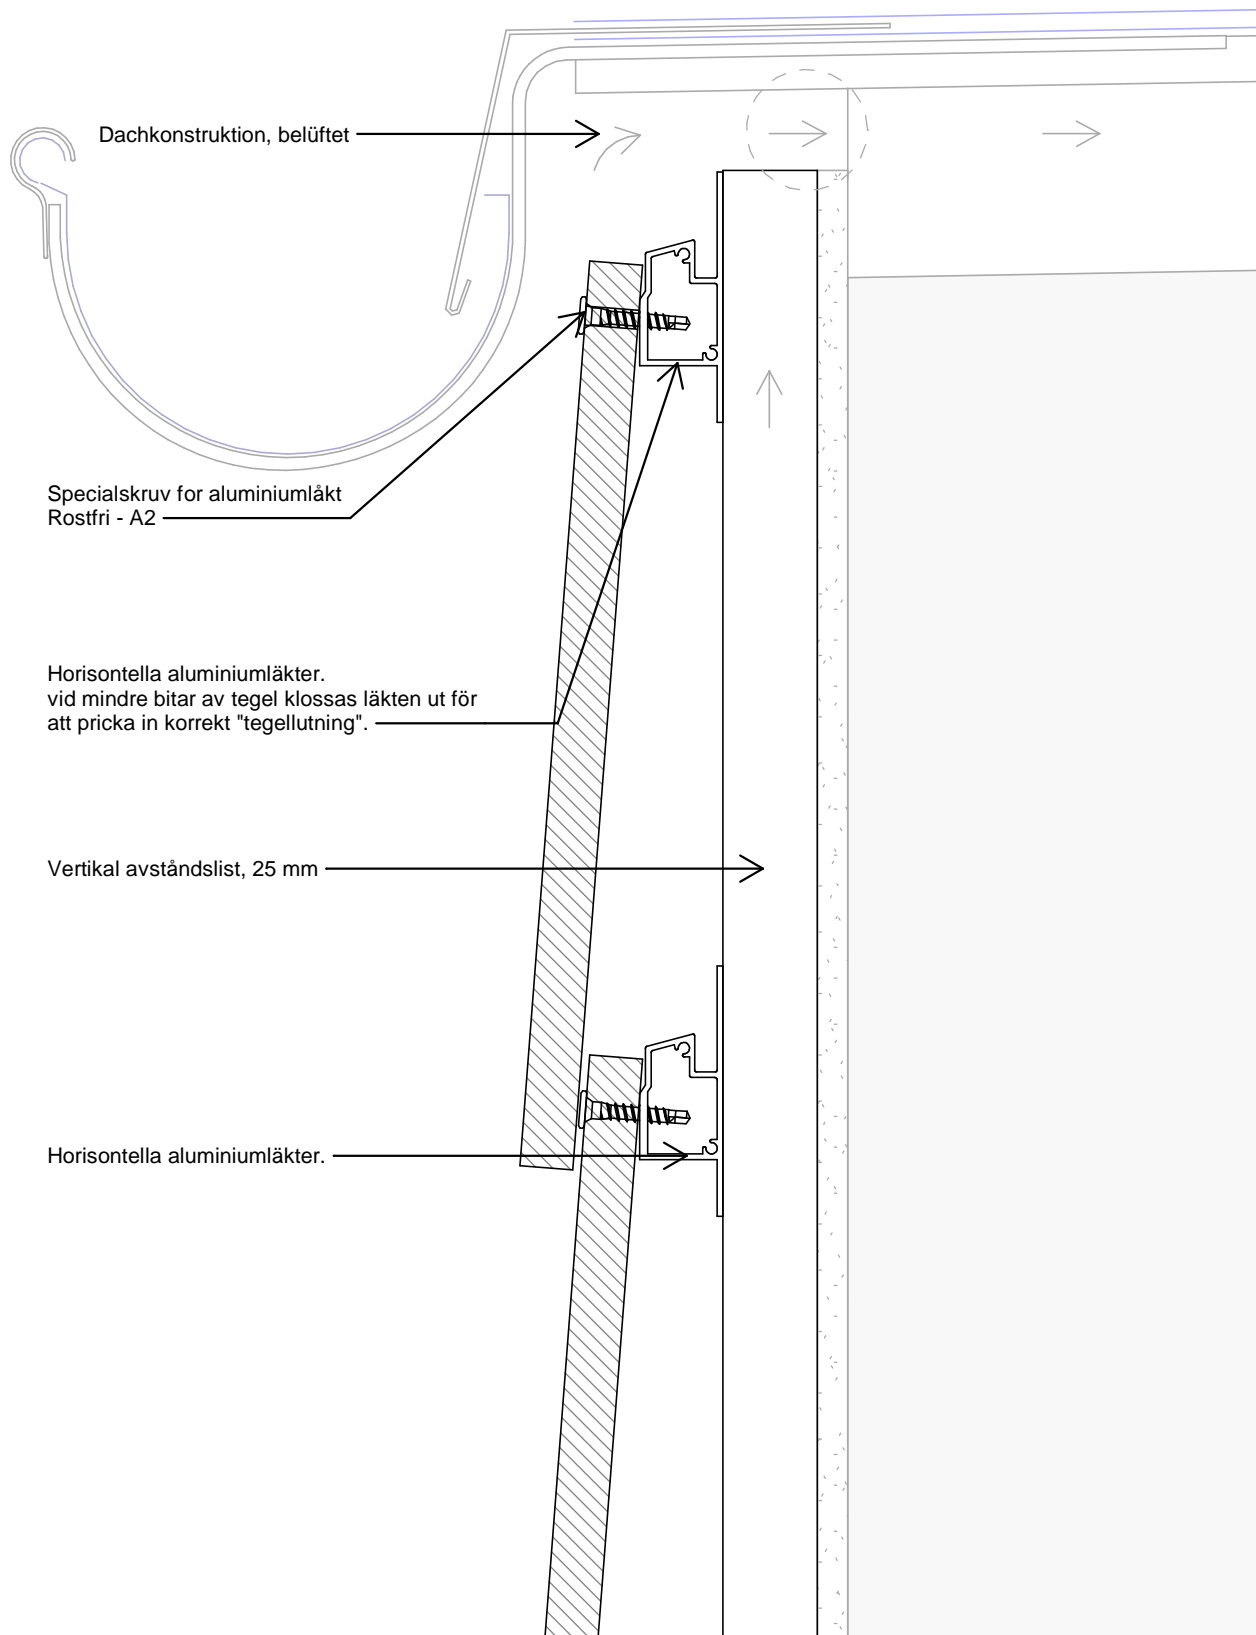 Dachkonstruktion, belüftet
Specialskruv for aluminiumlåkt
Rostfri - A2
Horisontella aluminiumläkter.
vid mindre bitar av tegel klossas läkten ut för
att pricka in korrekt "tegellutning".
Vertikal avståndslist, 25 mm
Horisontella aluminiumläkter.